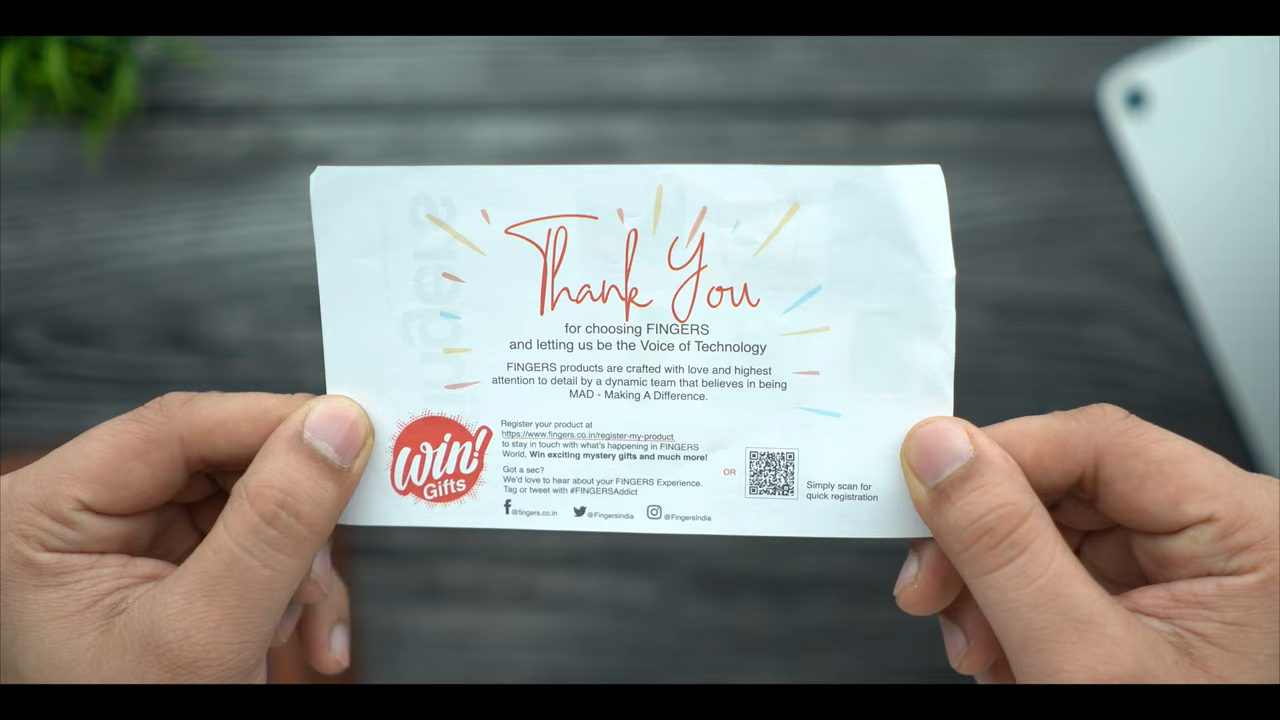 Thank You
for choosing FINGERS
and letting us be the Voice of Technology
FINGERS products are crafted with love and highest
attention to detail by a dynamic team that believes in being
MAD - Making A Difference.
win!
Gifts
Register your product at
https://www.fingers.co.in/register-my-product
to stay in touch with what's happening in FINGERS
World, Win exciting mystery gifts and much more!
Got a sec?
We'd love to hear about your FINGERS Experience.
Tag or tweet with #FINGERSAddict
@fingers.co.in @FingersIndia @FingersIndia
OR
Simply scan for
quick registration